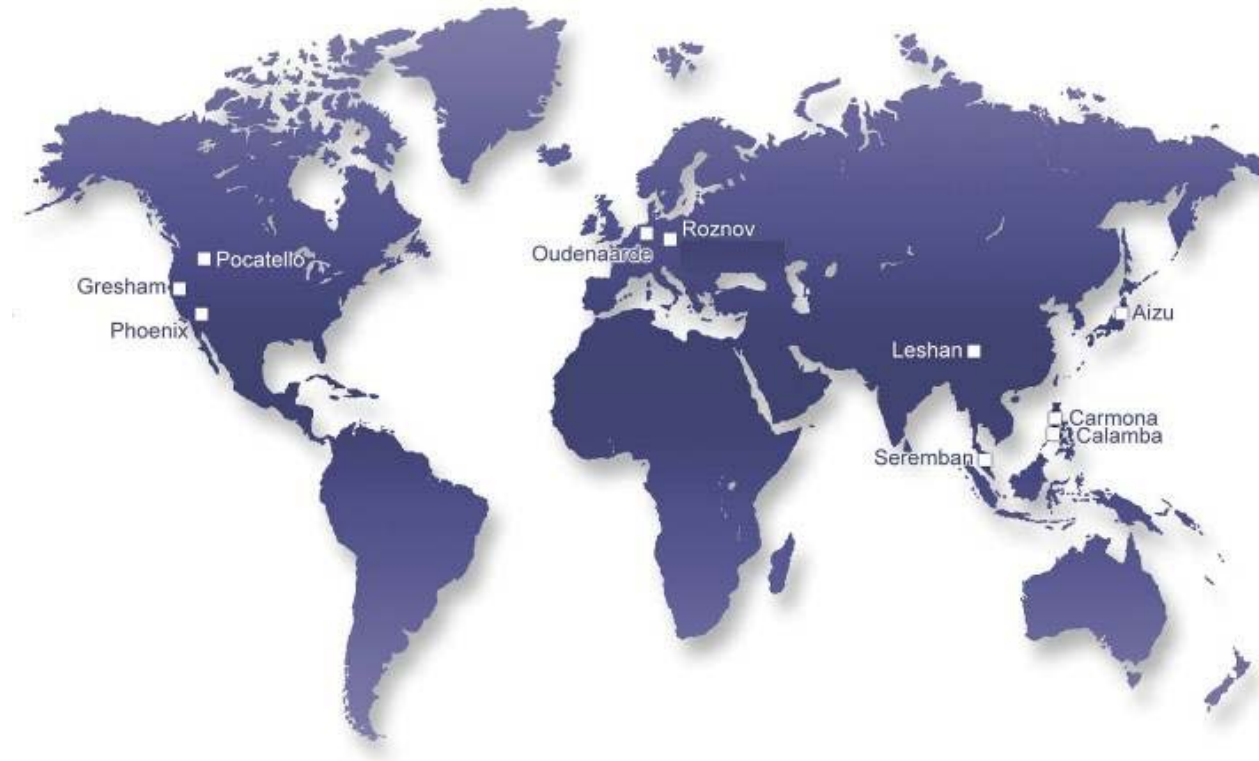 Roznov
Oudenaarde
Pocatello
Gresham
Phoenix
Aizu
Leshan
Carmona
Calamba
Seremban